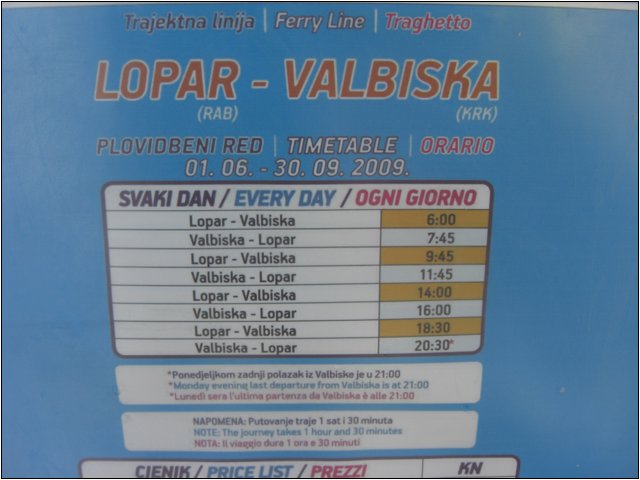 Trajektna linija | Ferry Line | Traghetto
LOPAR - VALBISKA
(RAB) (KRK)
PLOVIDBENI RED | TIMETABLE | ORARIO
01. 06. - 30. 09. 2009.
SVAKI DAN / EVERY DAY / OGNI GIORNO
Lopar - Valbiska 6:00
Valbiska - Lopar 7:45
Lopar - Valbiska 9:45
Valbiska - Lopar 11:45
Lopar - Valbiska 14:00
Valbiska - Lopar 16:00
Lopar - Valbiska 18:30
Valbiska - Lopar 20:30*
*Ponedjeljkom zadnji polazak iz Valbiske je u 21:00
*Monday evening last departure from Valbiska is at 21:00
*Lunedì sera l'ultima partenza da Valbiska è alle 21:00
NAPOMENA: Putovanje traje 1 sat i 30 minuta
NOTE: The journey takes 1 hour and 30 minutes
NOTA: Il viaggio dura 1 ora e 30 minuti
CJENIK / PRICE LIST / PREZZI KN